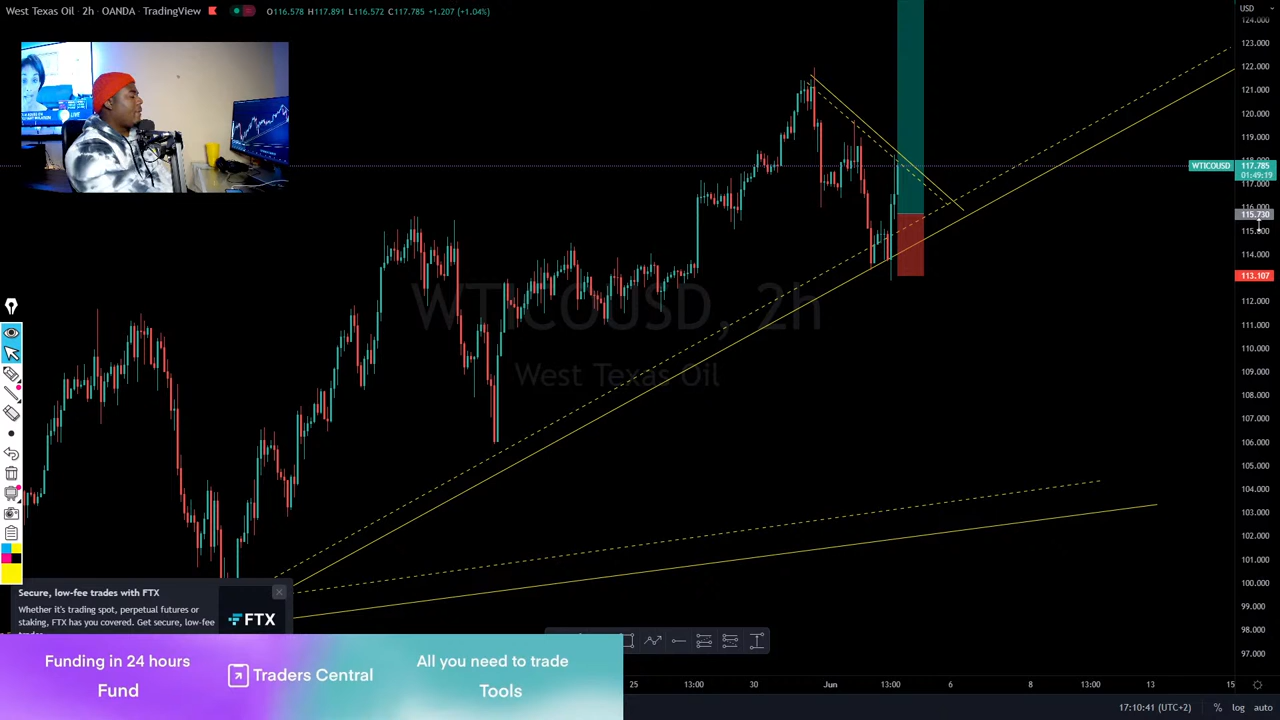 West Texas Oil · 2h · OANDA · TradingView
O116.578 H117.891 L116.572 C117.785 +1.207 (+1.04%)
USD
124.000
123.000
122.000
121.000
120.000
119.000
118.000
WTICOUSD 117.785
01:49:19
117.000
116.000
115.730
115.000
114.000
113.107
112.000
111.000
110.000
109.000
108.000
107.000
106.000
105.000
104.000
103.000
102.000
101.000
100.000
99.000
98.000
97.000
LIVE
WTICOUSD, 2h
West Texas Oil
Secure, low-fee trades with FTX
Whether it's trading spot, perpetual futures or
staking, FTX has you covered. Get secure, low-fee
trades
FTX
Funding in 24 hours
Fund
Traders Central
All you need to trade
Tools
25 13:00 30 Jun 13:00 6 8 13:00 13 15
17:10:41 (UTC+2) % log auto